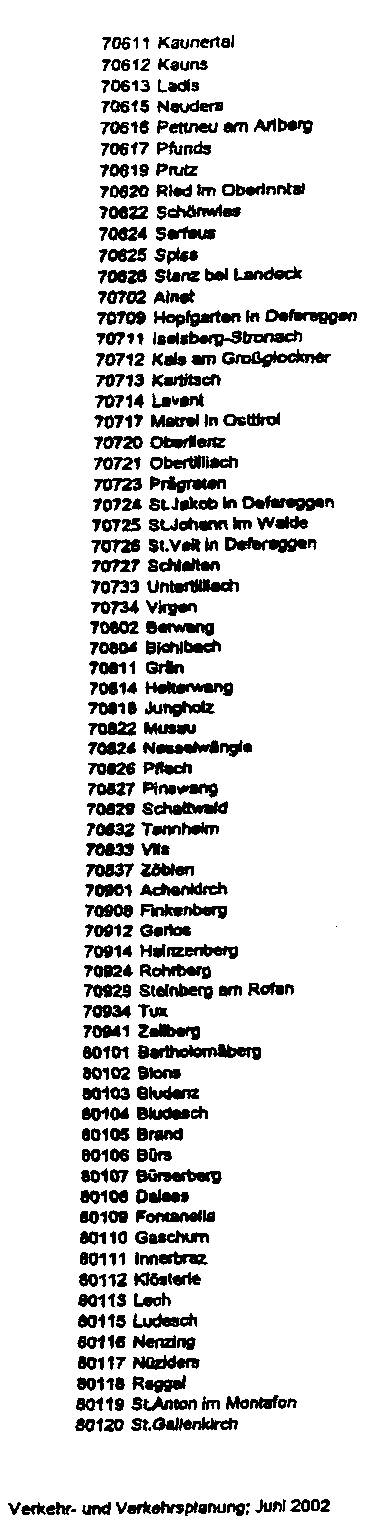 70611 Kaunertal
70612 Kauns
70613 Ladis
70615 Nauders
70616 Pettneu am Arlberg
70617 Pfunds
70619 Prutz
70620 Ried im Oberinntal
70622 Schönwies
70624 Serfaus
70625 Spiss
70626 Stanz bei Landeck
70702 Ainet
70709 Hopfgarten in Defereggen
70711 Iselsberg-Stronach
70712 Kals am Großglockner
70713 Kartitsch
70714 Lavant
70717 Matrei in Osttirol
70720 Oberlienz
70721 Obertilliach
70723 Prägraten
70724 St.Jakob in Defereggen
70725 St.Johann im Walde
70726 St.Veit in Defereggen
70727 Schlaiten
70733 Untertilliach
70734 Virgen
70802 Berwang
70804 Bichlbach
70811 Grän
70814 Heiterwang
70818 Jungholz
70822 Musau
70824 Nesselwängle
70826 Pflach
70827 Pinswang
70829 Schattwald
70832 Tannheim
70833 Vils
70837 Zöblen
70901 Achenkirch
70908 Finkenberg
70912 Gerlos
70914 Hainzenberg
70924 Rohrberg
70929 Steinberg am Rofan
70934 Tux
70941 Zellberg
80101 Bartholomäberg
80102 Blons
80103 Bludenz
80104 Bludesch
80105 Brand
80106 Bürs
80107 Bürserberg
80108 Dalaas
80109 Fontanella
80110 Gaschurn
80111 Innerbraz
80112 Klösterle
80113 Lech
80115 Ludesch
80116 Nenzing
80117 Nüziders
80118 Raggal
80119 St.Anton im Montafon
80120 St.Gallenkirch
Verkehr- und Verkehrsplanung; Juni 2002